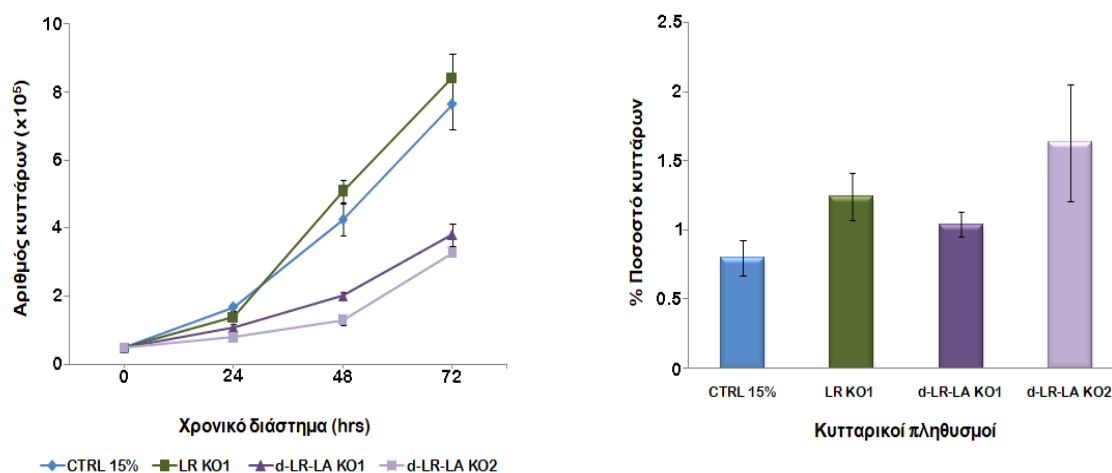 Αριθμός κυττάρων (x10⁵)
10
8
6
4
2
0
0 24 48 72
Χρονικό διάστημα (hrs)
CTRL 15% LR KO1 d-LR-LA KO1 d-LR-LA KO2
% Ποσοστό κυττάρων
2.5
2
1.5
1
0.5
0
CTRL 15% LR KO1 d-LR-LA KO1 d-LR-LA KO2
Κυτταρικοί πληθυσμοί